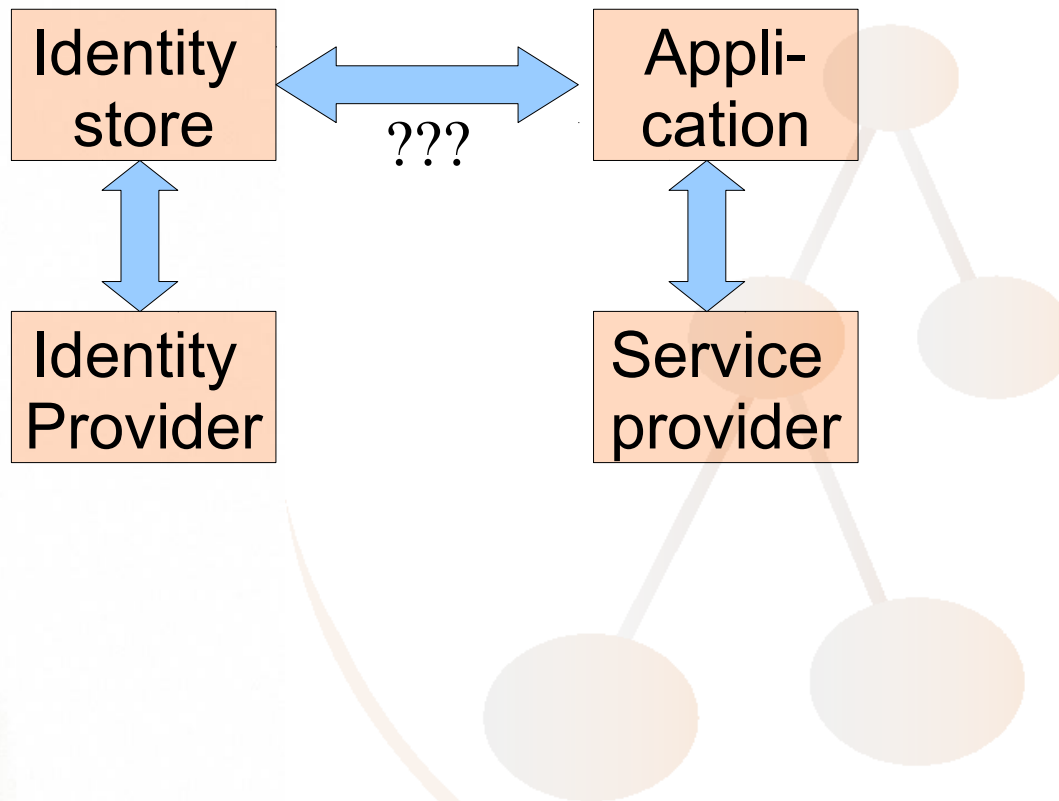 Identity
store
???
Appli-
cation
Identity
Provider
Service
provider